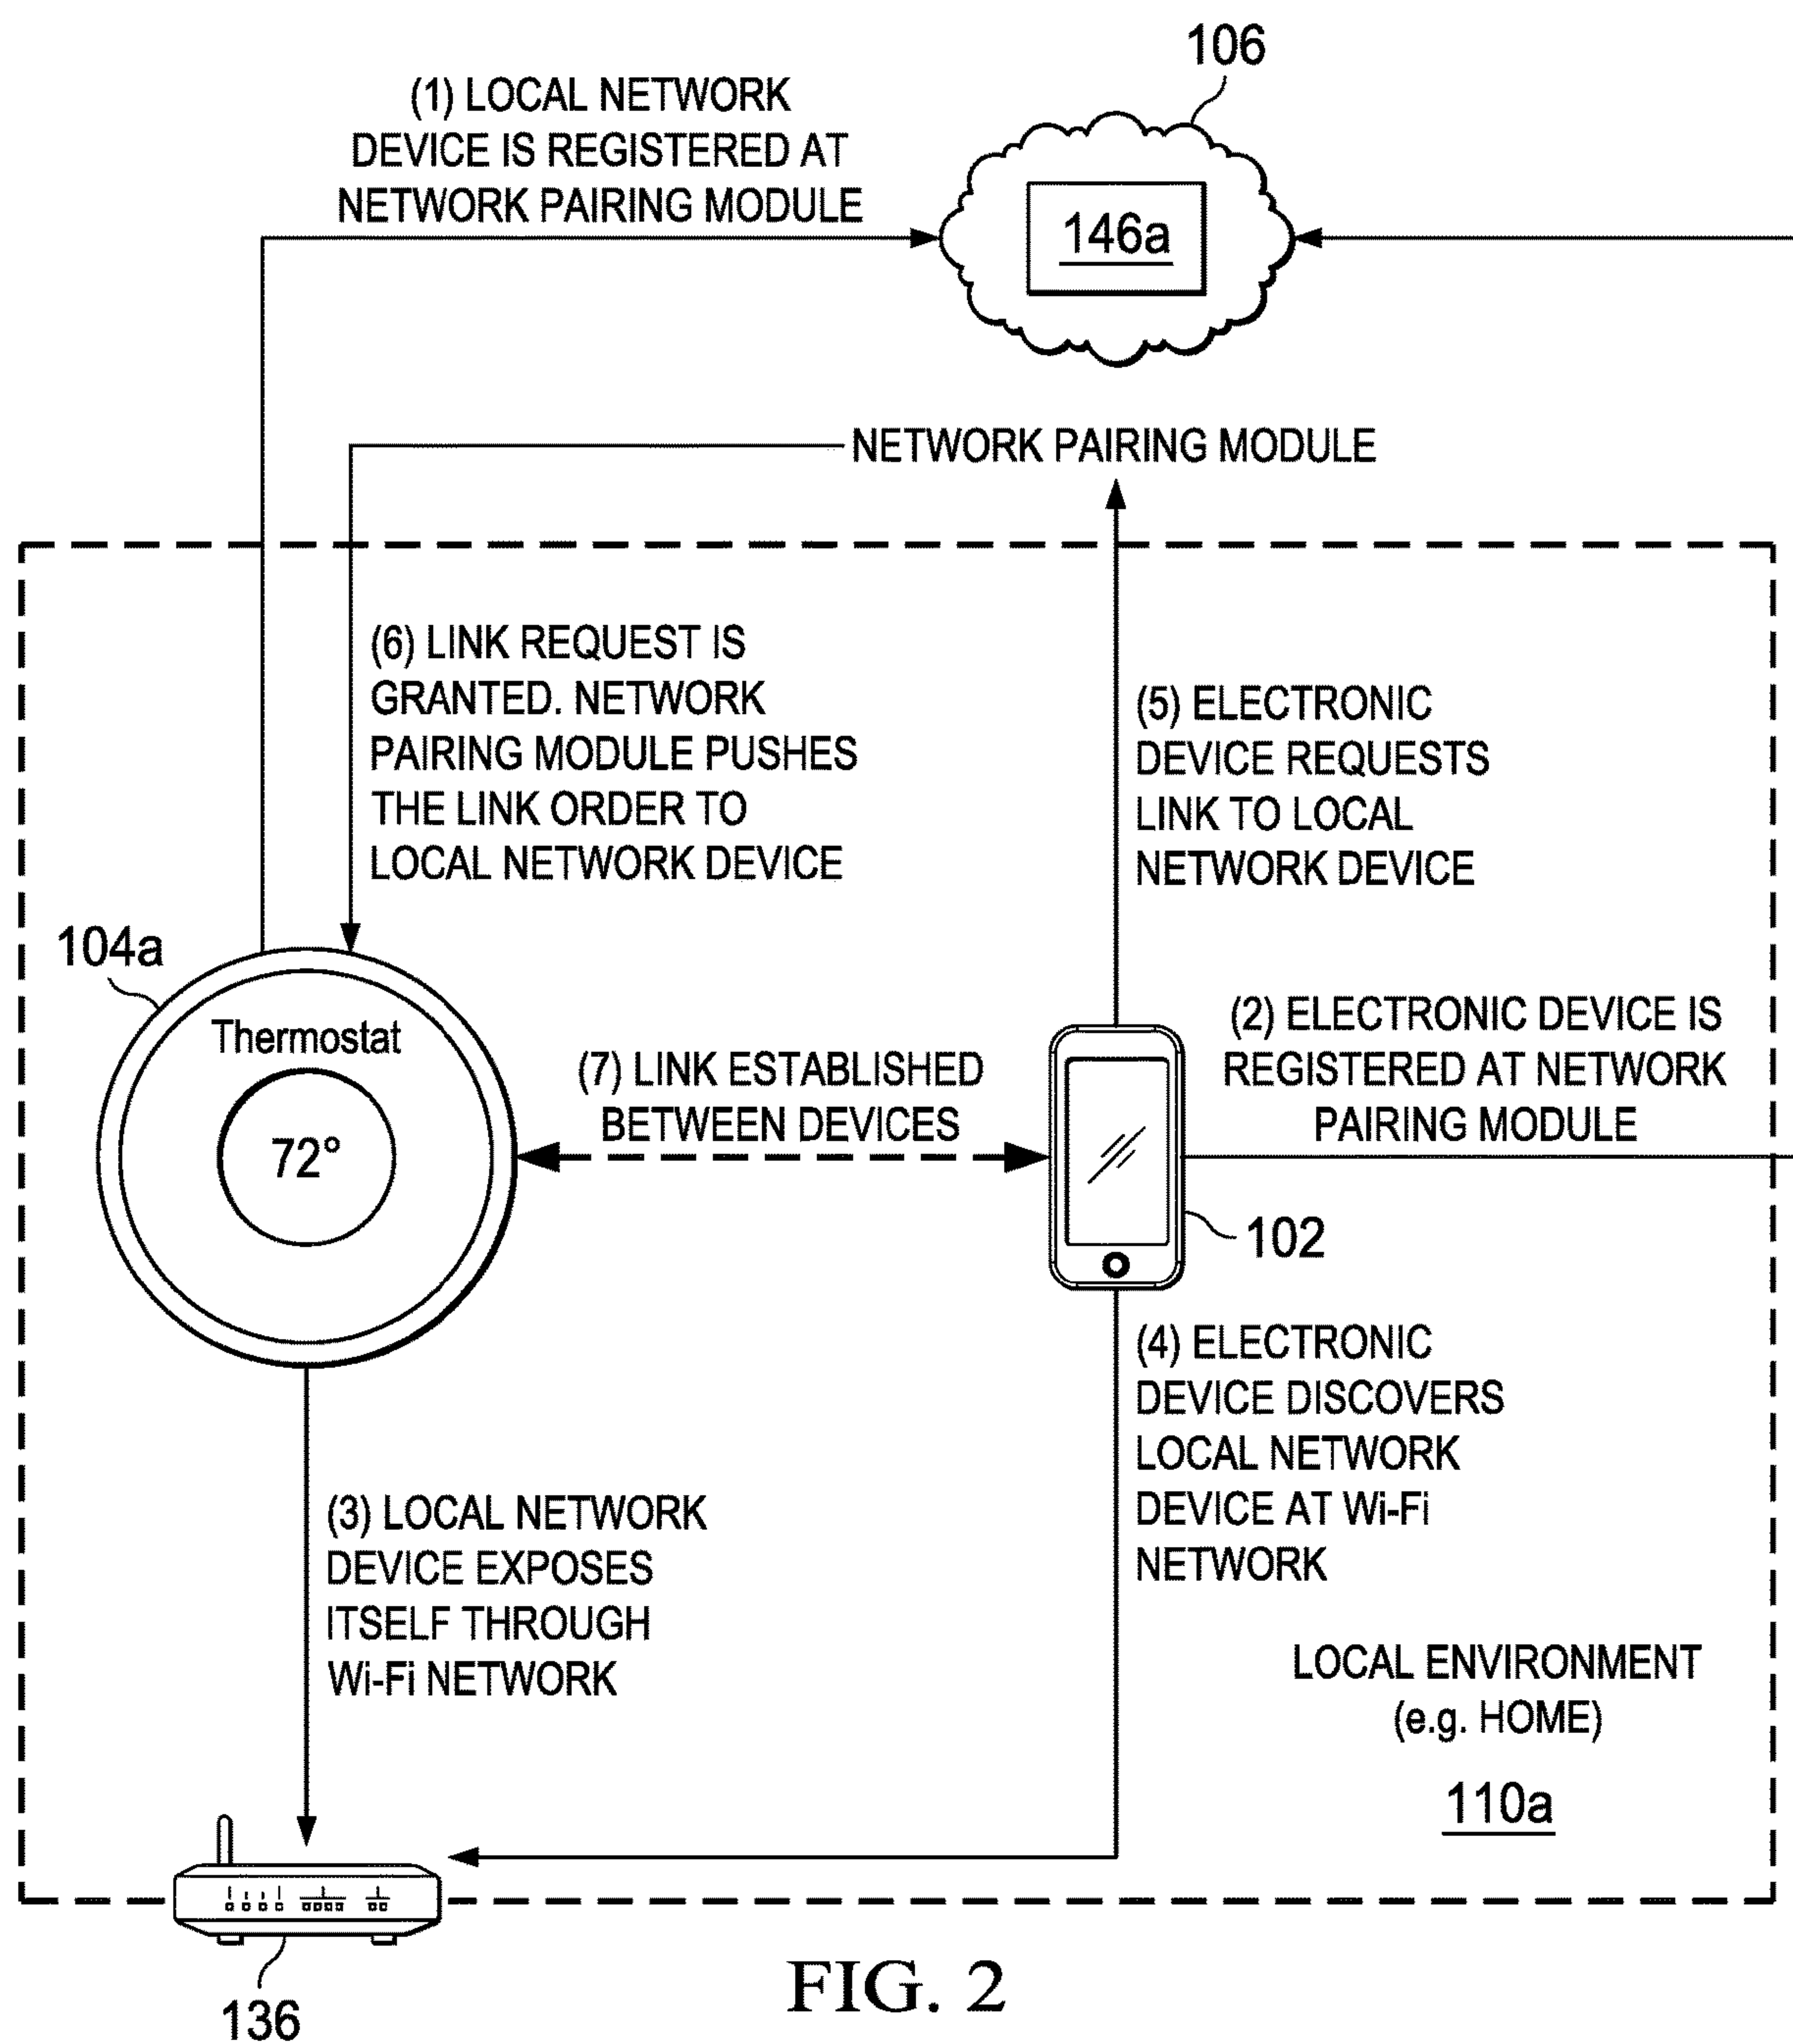 106
(1) LOCAL NETWORK
DEVICE IS REGISTERED AT
NETWORK PAIRING MODULE
146a
NETWORK PAIRING MODULE
(6) LINK REQUEST IS
GRANTED. NETWORK
PAIRING MODULE PUSHES
THE LINK ORDER TO
LOCAL NETWORK DEVICE
(5) ELECTRONIC
DEVICE REQUESTS
LINK TO LOCAL
NETWORK DEVICE
104a
Thermostat
72°
(7) LINK ESTABLISHED
BETWEEN DEVICES
(2) ELECTRONIC DEVICE IS
REGISTERED AT NETWORK
PAIRING MODULE
102
(4) ELECTRONIC
DEVICE DISCOVERS
LOCAL NETWORK
DEVICE AT Wi-Fi
NETWORK
(3) LOCAL NETWORK
DEVICE EXPOSES
ITSELF THROUGH
Wi-Fi NETWORK
LOCAL ENVIRONMENT
(e.g. HOME)
110a
136
FIG. 2